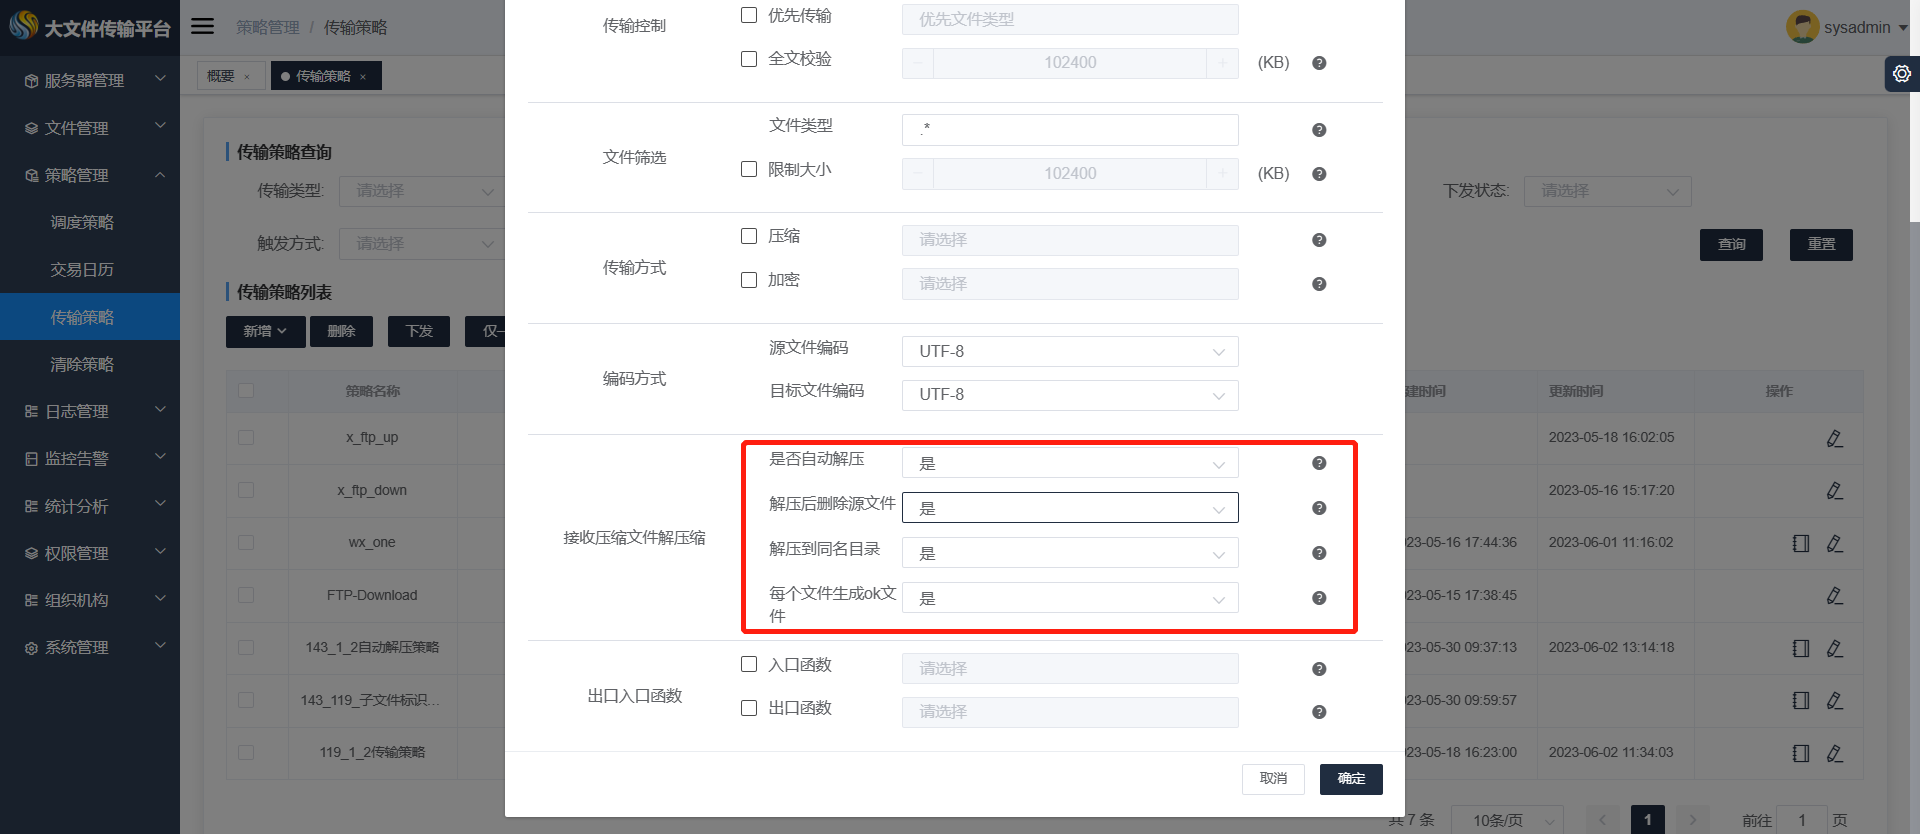 大文件传输平台
策略管理 / 传输策略
sysadmin
概要 ×
传输策略 ×
服务器管理
文件管理
策略管理
调度策略
交易日历
传输策略
清除策略
日志管理
监控告警
统计分析
权限管理
组织机构
系统管理
传输策略查询
传输类型: 请选择
下发状态: 请选择
触发方式: 请选择
查询
重置
传输策略列表
新增
删除
下发
仅一
策略名称
建时间
更新时间
操作
x_ftp_up
2023-05-18 16:02:05
x_ftp_down
2023-05-16 15:17:20
wx_one
23-05-16 17:44:36
2023-06-01 11:16:02
FTP-Download
23-05-15 17:38:45
143_1_2自动解压策略
23-05-30 09:37:13
2023-06-02 13:14:18
143_119_子文件标识...
23-05-30 09:59:57
119_1_2传输策略
23-05-18 16:23:00
2023-06-02 11:34:03
共 7 条
10条/页
1
前往 1 页
传输控制
优先传输
优先文件类型
全文校验
102400
(KB)
文件筛选
文件类型
.*
限制大小
102400
(KB)
传输方式
压缩
请选择
加密
请选择
编码方式
源文件编码
UTF-8
目标文件编码
UTF-8
接收压缩文件解压缩
是否自动解压
是
解压后删除源文件
是
解压到同名目录
是
每个文件生成ok文
件
是
出口入口函数
入口函数
请选择
出口函数
请选择
取消
确定